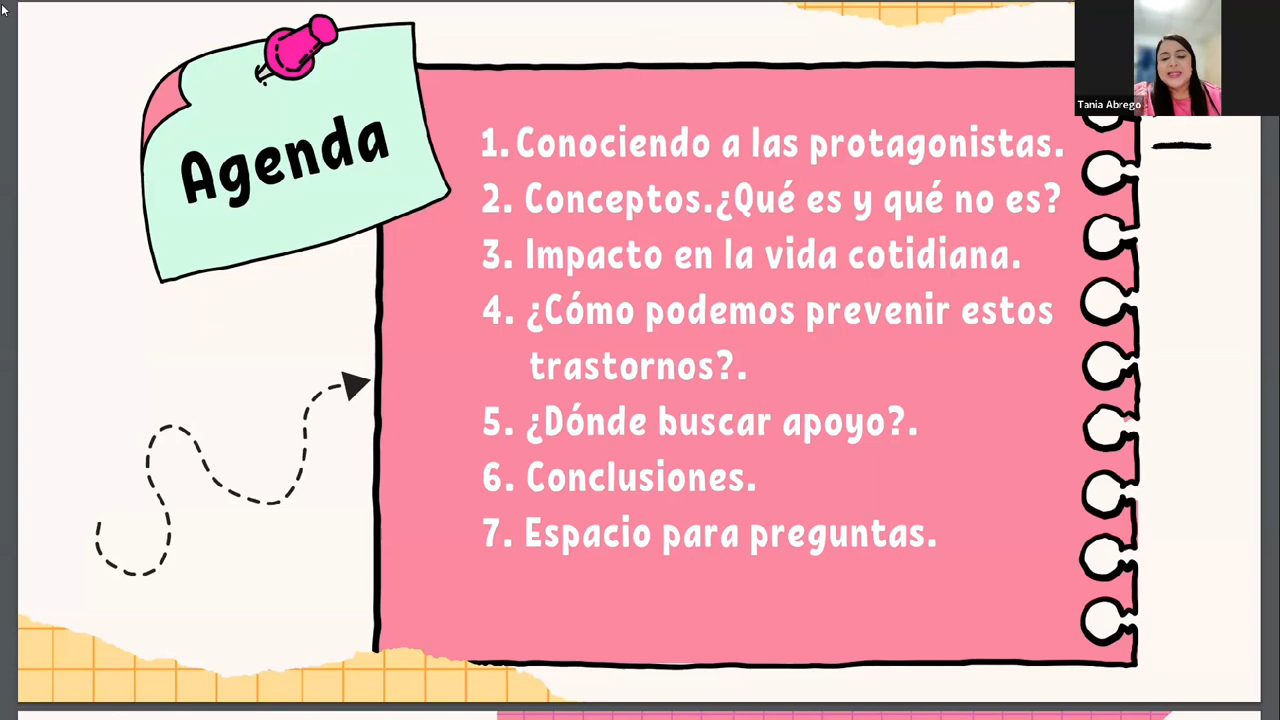 Agenda
1. Conociendo a las protagonistas.
2. Conceptos.¿Qué es y qué no es?
3. Impacto en la vida cotidiana.
4. ¿Cómo podemos prevenir estos
trastornos?.
5. ¿Dónde buscar apoyo?.
6. Conclusiones.
7. Espacio para preguntas.
Tania Abrego